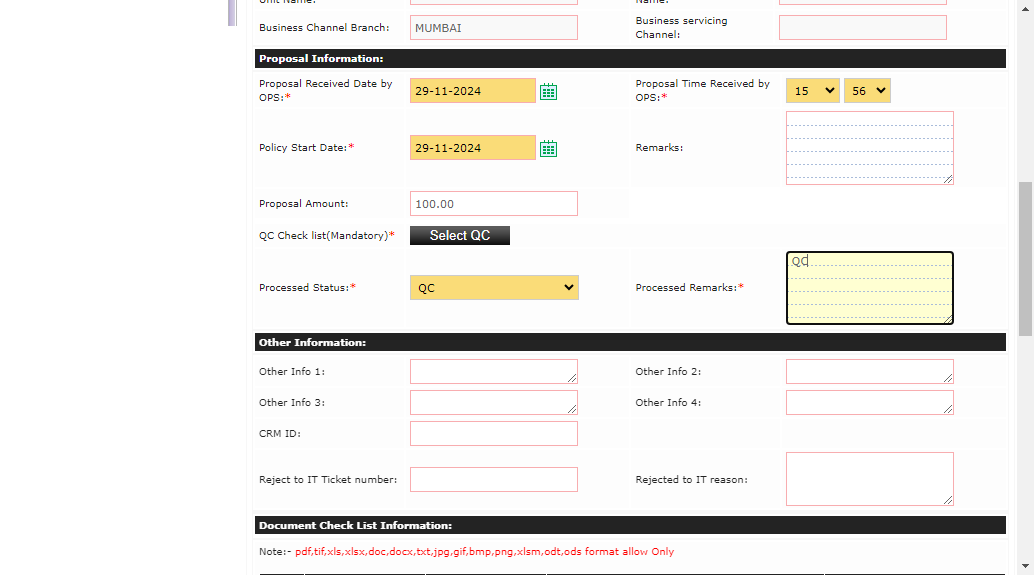 Business Channel Branch: MUMBAI Business servicing Channel:
Proposal Information:
Proposal Received Date by OPS:* 29-11-2024 Proposal Time Received by OPS:* 15 56
Policy Start Date:* 29-11-2024 Remarks:
Proposal Amount: 100.00
QC Check list(Mandatory)* Select QC
Processed Status:* QC Processed Remarks:* QC
Other Information:
Other Info 1: Other Info 2:
Other Info 3: Other Info 4:
CRM ID:
Reject to IT Ticket number: Rejected to IT reason:
Document Check List Information:
Note:- pdf,tif,xls,xlsx,doc,docx,txt,jpg,gif,bmp,png,xlsm,odt,ods format allow Only